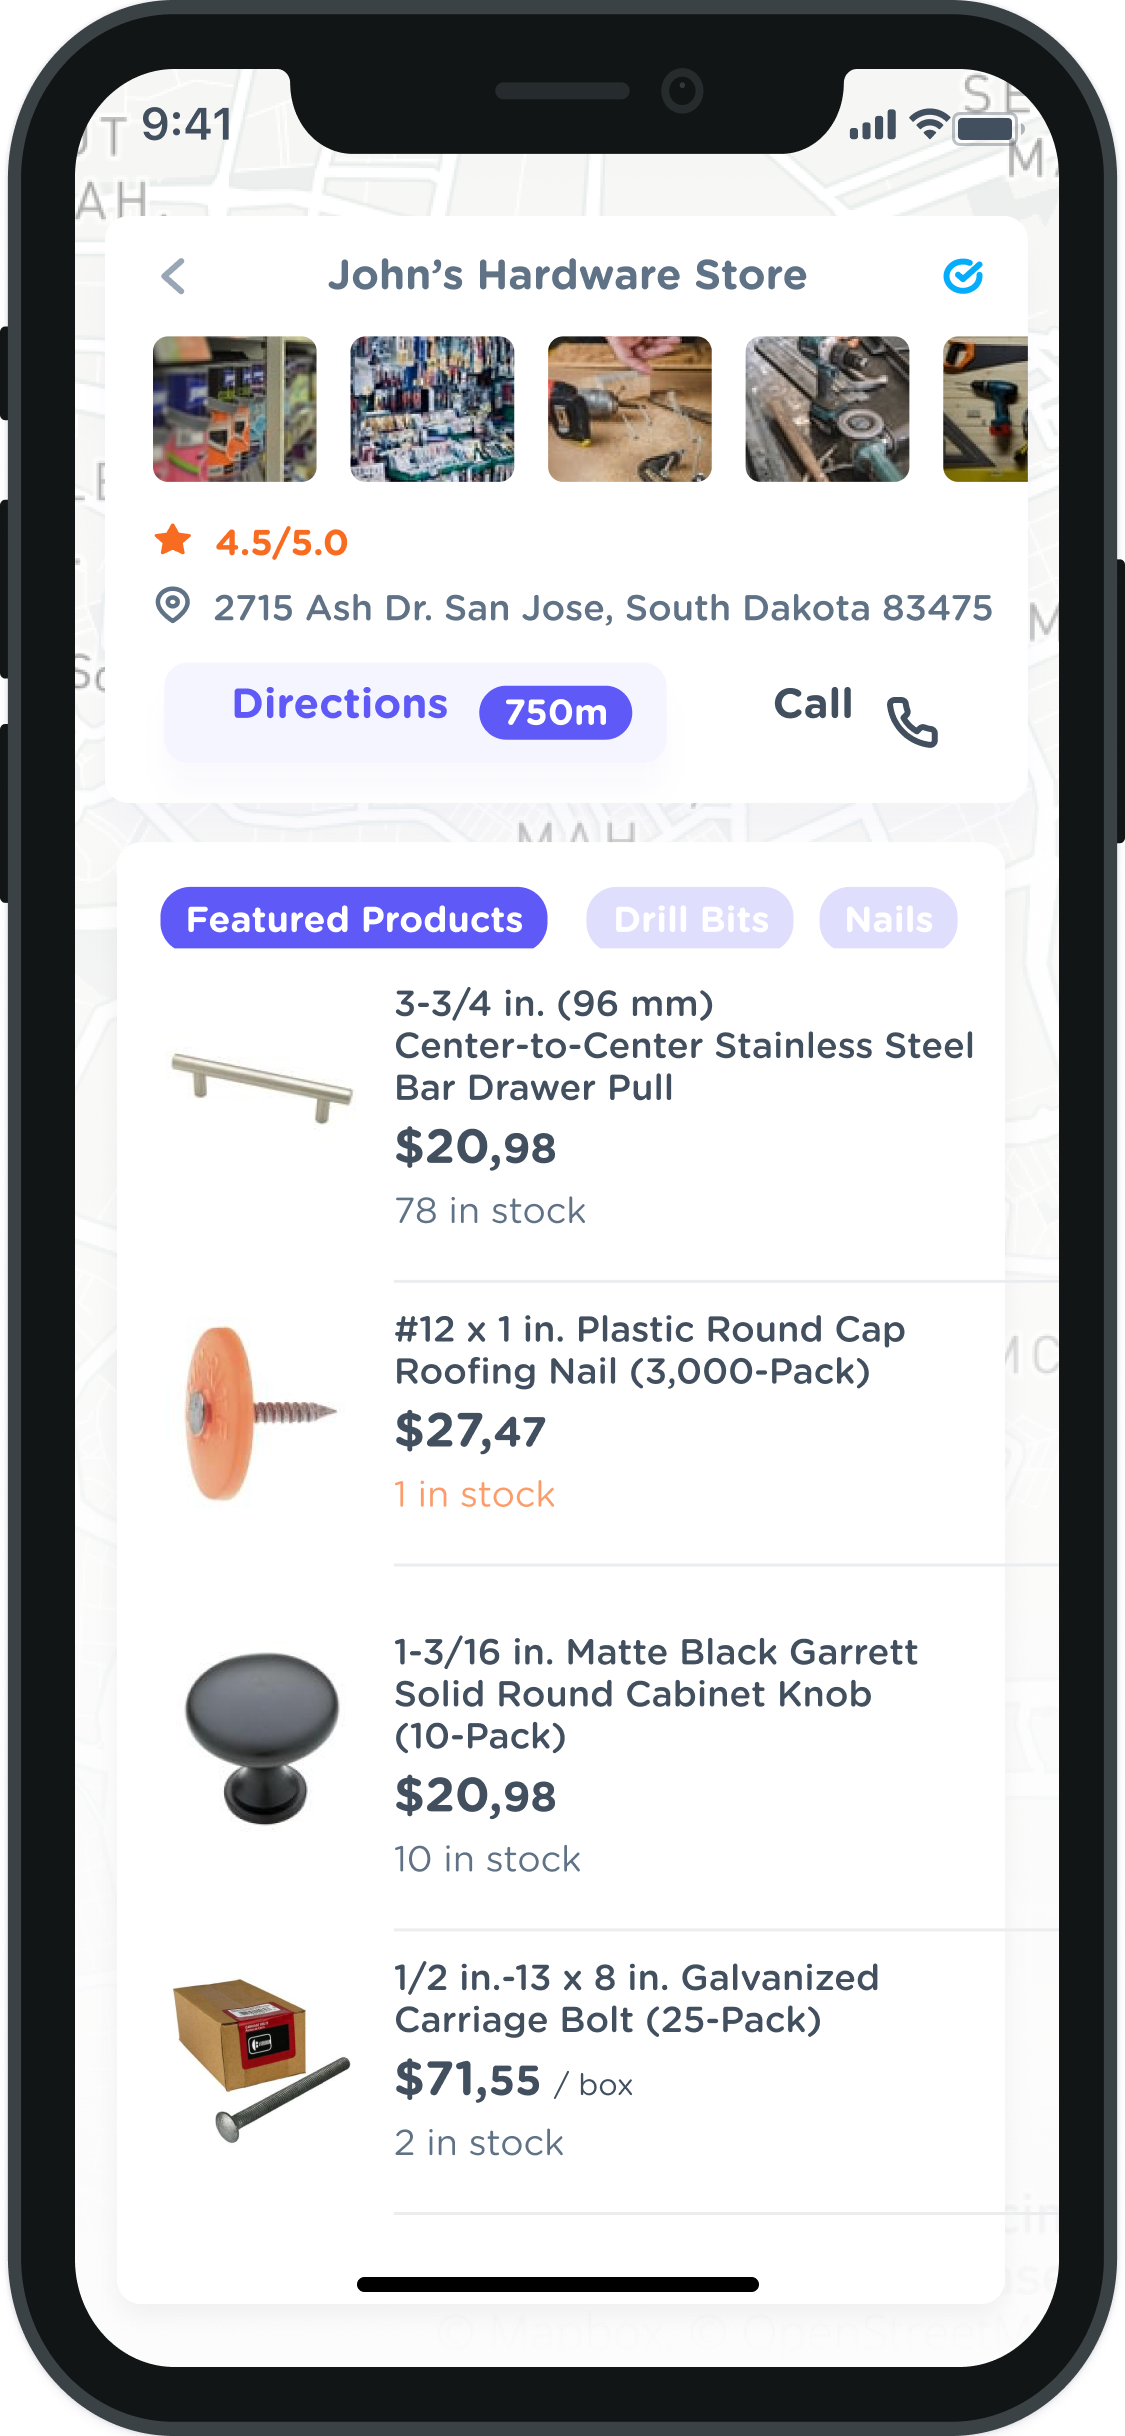 9:41
John’s Hardware Store
4.5/5.0
2715 Ash Dr. San Jose, South Dakota 83475
Directions 750m Call
MAH
Featured Products Drill Bits Nails
3-3/4 in. (96 mm)
Center-to-Center Stainless Steel
Bar Drawer Pull
$20,98
78 in stock
#12 x 1 in. Plastic Round Cap
Roofing Nail (3,000-Pack)
$27,47
1 in stock
1-3/16 in. Matte Black Garrett
Solid Round Cabinet Knob
(10-Pack)
$20,98
10 in stock
1/2 in.-13 x 8 in. Galvanized
Carriage Bolt (25-Pack)
$71,55 / box
2 in stock
© Mapbox, © OpenStreetM